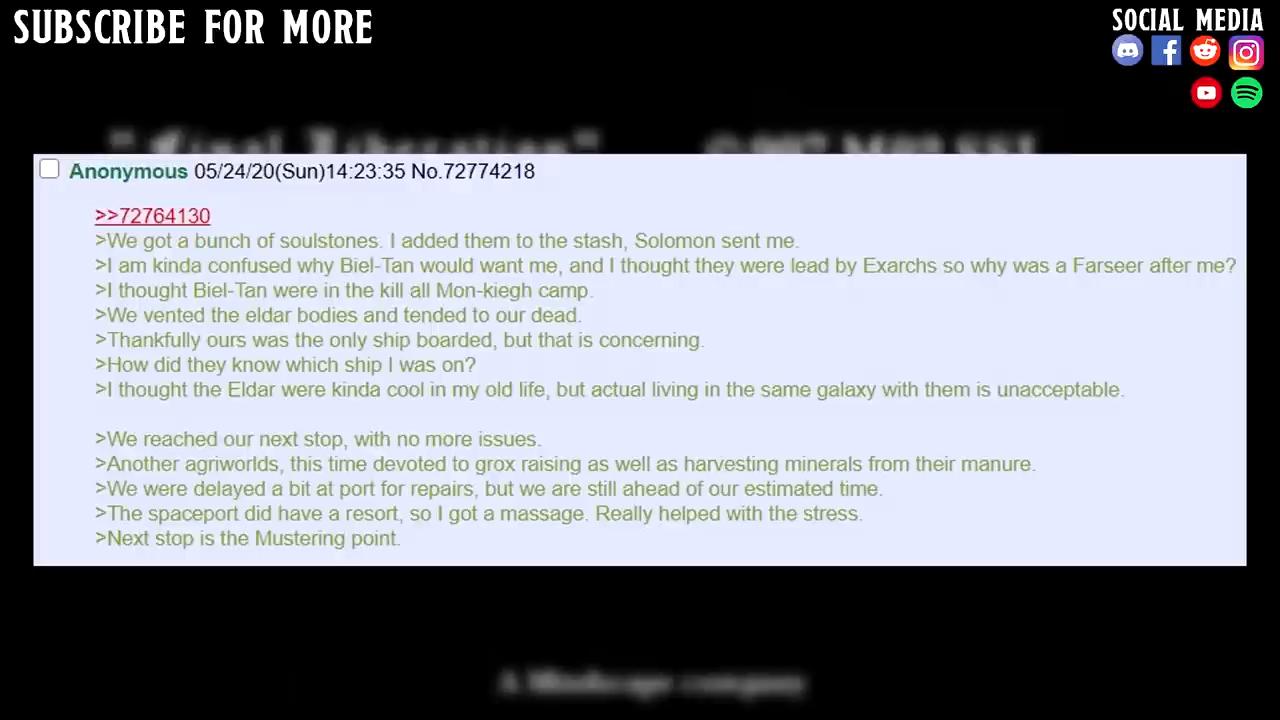 SUBSCRIBE FOR MORE
SOCIAL MEDIA
Anonymous 05/24/20(Sun)14:23:35 No.72774218
>>72764130
>We got a bunch of soulstones. I added them to the stash, Solomon sent me.
>I am kinda confused why Biel-Tan would want me, and I thought they were lead by Exarchs so why was a Farseer after me?
>I thought Biel-Tan were in the kill all Mon-kiegh camp.
>We vented the eldar bodies and tended to our dead.
>Thankfully ours was the only ship boarded, but that is concerning.
>How did they know which ship I was on?
>I thought the Eldar were kinda cool in my old life, but actual living in the same galaxy with them is unacceptable.
>We reached our next stop, with no more issues.
>Another agriworlds, this time devoted to grox raising as well as harvesting minerals from their manure.
>We were delayed a bit at port for repairs, but we are still ahead of our estimated time.
>The spaceport did have a resort, so I got a massage. Really helped with the stress.
>Next stop is the Mustering point.
A Mindscape company